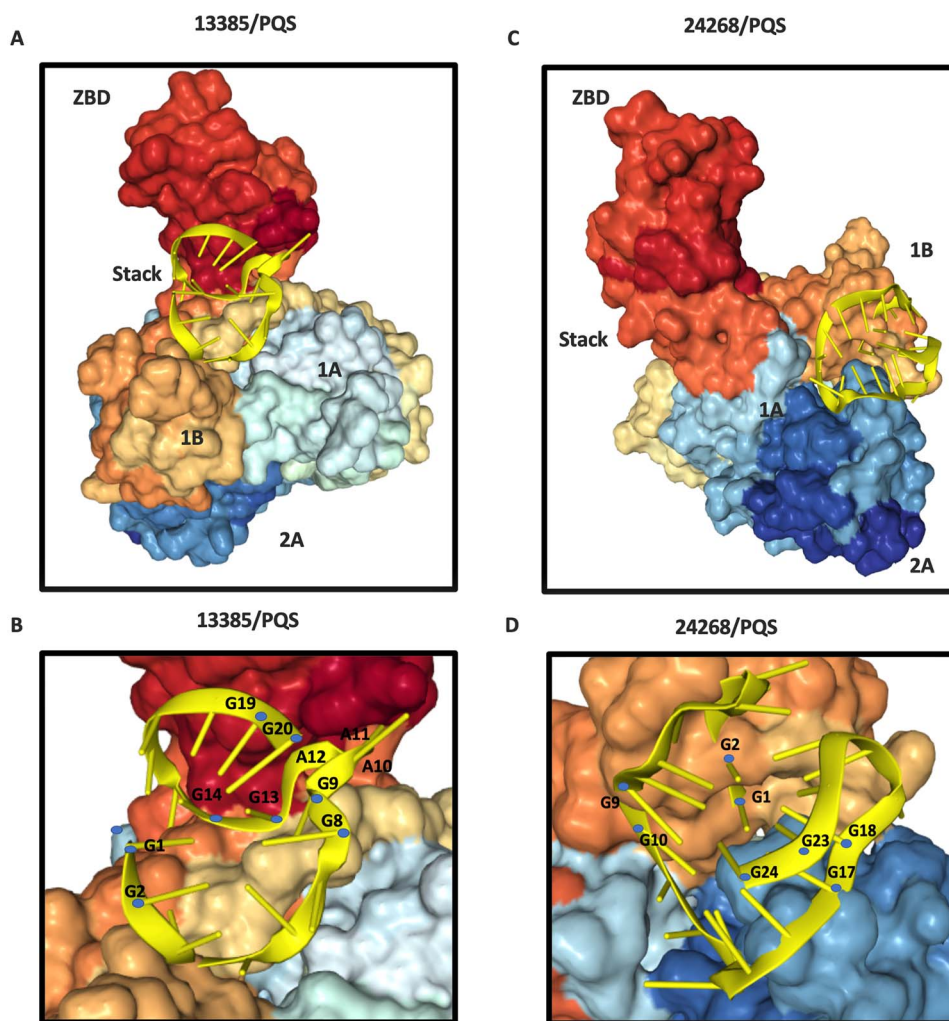 13385/PQS
A
ZBD
Stack
1A
1B
2A
24268/PQS
C
ZBD
1B
Stack
1A
2A
13385/PQS
B
G19
G20
A11
A12
A10
G9
G14
G13
G8
G1
G2
24268/PQS
D
G2
G9
G1
G10
G23
G18
G24
G17